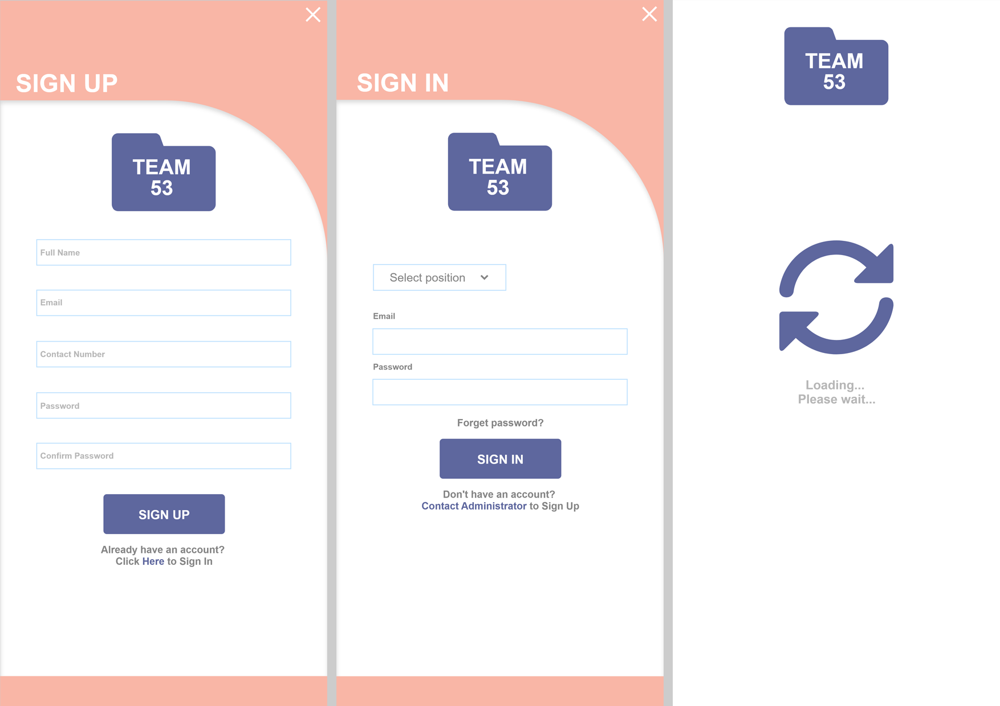 SIGN UP
TEAM
53
Full Name
Email
Contact Number
Password
Confirm Password
SIGN UP
Already have an account?
Click Here to Sign In
SIGN IN
TEAM
53
Select position
Email
Password
Forget password?
SIGN IN
Don't have an account?
Contact Administrator to Sign Up
TEAM
53
Loading...
Please wait...